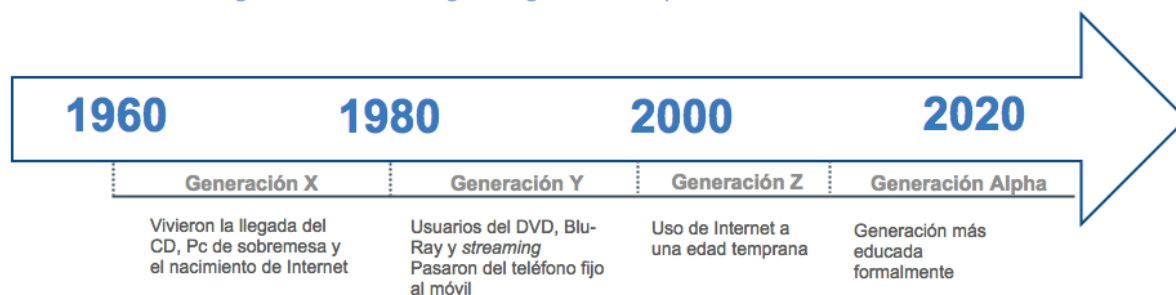 1960 1980 2000 2020
Generación X Generación Y Generación Z Generación Alpha
Vivieron la llegada del
CD, Pc de sobremesa y
el nacimiento de Internet
Usuarios del DVD, Blu-
Ray y streaming
Pasaron del teléfono fijo
al móvil
Uso de Internet a
una edad temprana
Generación más
educada
formalmente